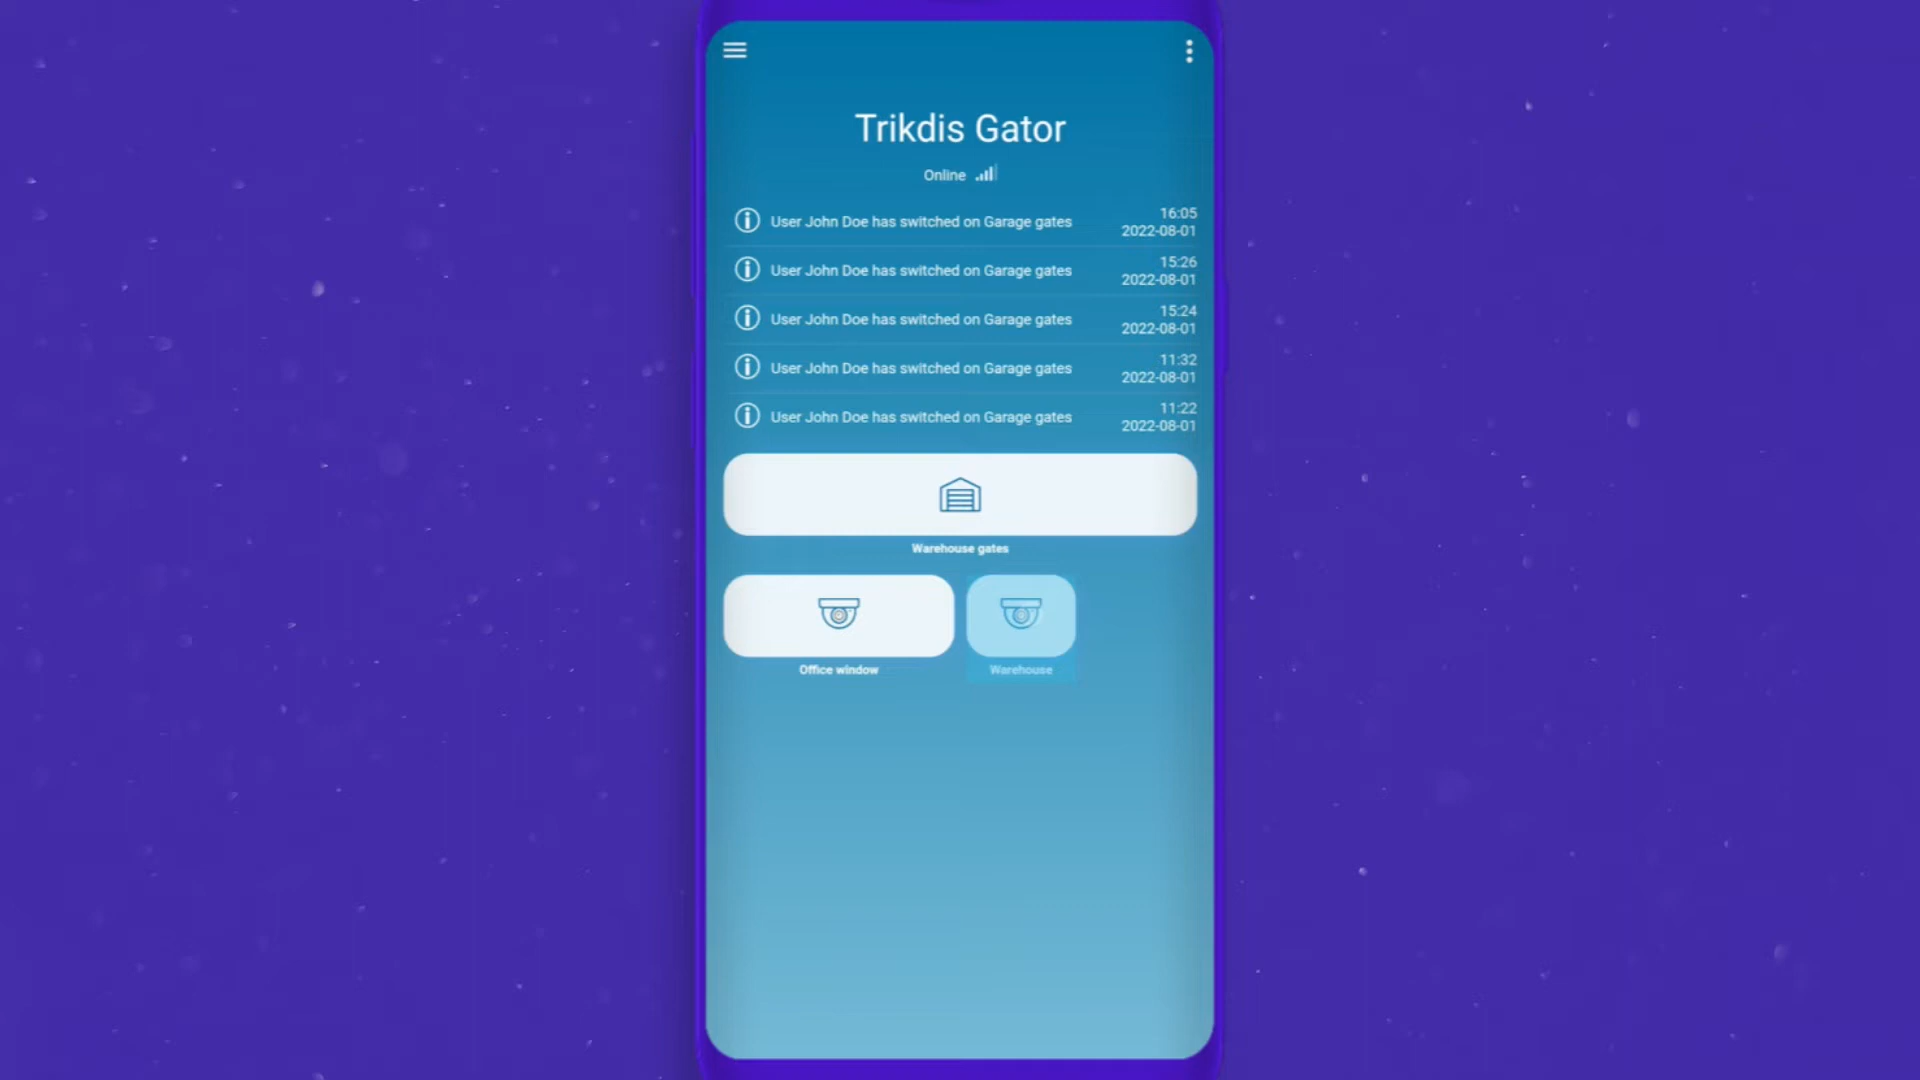 Trikdis Gator
Online
User John Doe has switched on Garage gates
16:05
2022-08-01
User John Doe has switched on Garage gates
15:26
2022-08-01
User John Doe has switched on Garage gates
15:24
2022-08-01
User John Doe has switched on Garage gates
11:32
2022-08-01
User John Doe has switched on Garage gates
11:22
2022-08-01
Warehouse gates
Office window
Warehouse